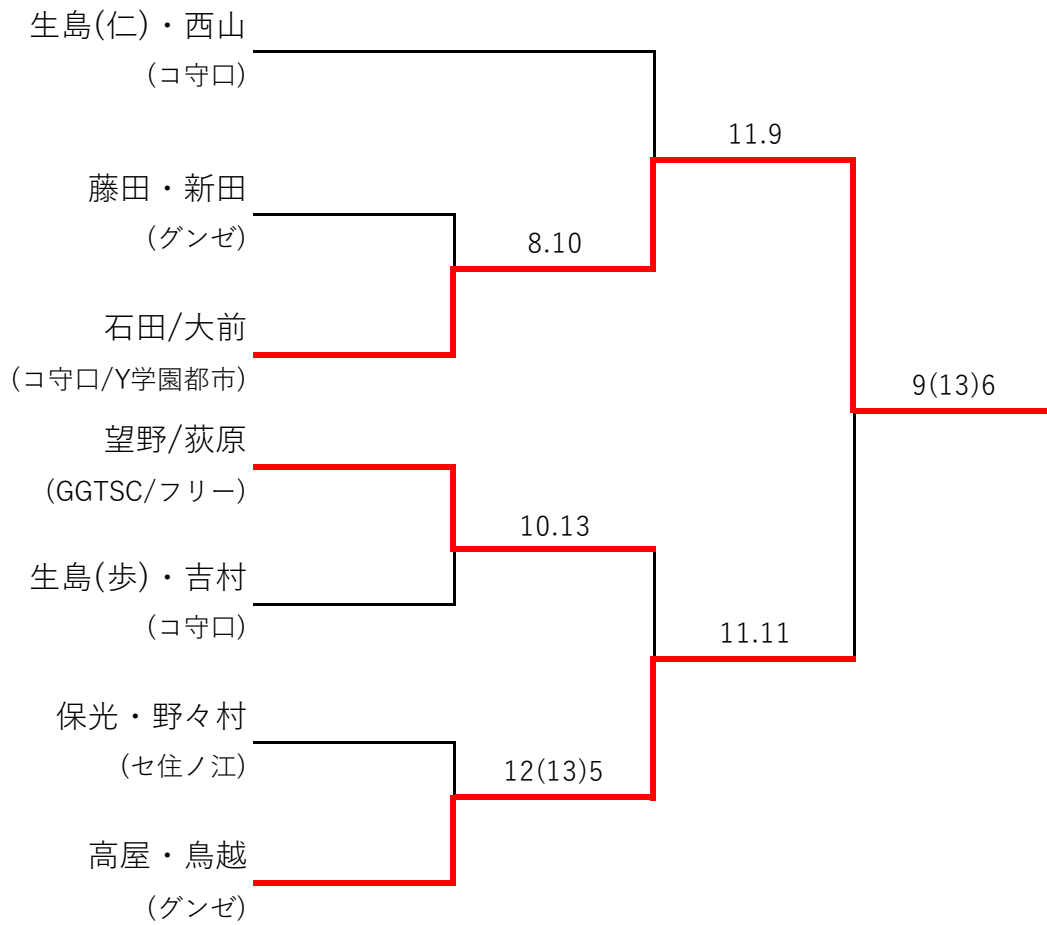 生島(仁)・西山
(コ守口)
11.9
藤田・新田
(グンゼ)
8.10
石田/大前
(コ守口/Y学園都市)
9(13)6
望野/荻原
(GGTSC/フリー)
10.13
生島(歩)・吉村
(コ守口)
11.11
保光・野々村
(セ住ノ江)
12(13)5
高屋・鳥越
(グンゼ)